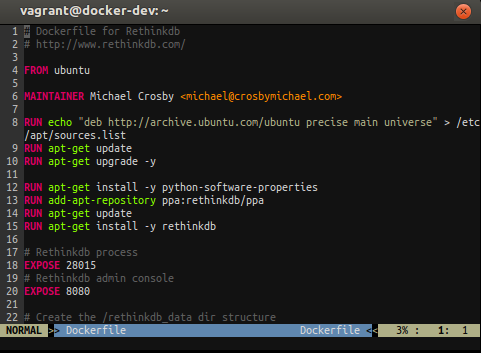 vagrant@docker-dev: ~
1 # Dockerfile for Rethinkdb
2 # http://www.rethinkdb.com/
3
4 FROM ubuntu
5
6 MAINTAINER Michael Crosby <michael@crosbymichael.com>
7
8 RUN echo "deb http://archive.ubuntu.com/ubuntu precise main universe" > /etc
/apt/sources.list
9 RUN apt-get update
10 RUN apt-get upgrade -y
11
12 RUN apt-get install -y python-software-properties
13 RUN add-apt-repository ppa:rethinkdb/ppa
14 RUN apt-get update
15 RUN apt-get install -y rethinkdb
16
17 # Rethinkdb process
18 EXPOSE 28015
19 # Rethinkdb admin console
20 EXPOSE 8080
21
22 # Create the /rethinkdb_data dir structure
NORMAL >> Dockerfile Dockerfile << 3% : 1: 1